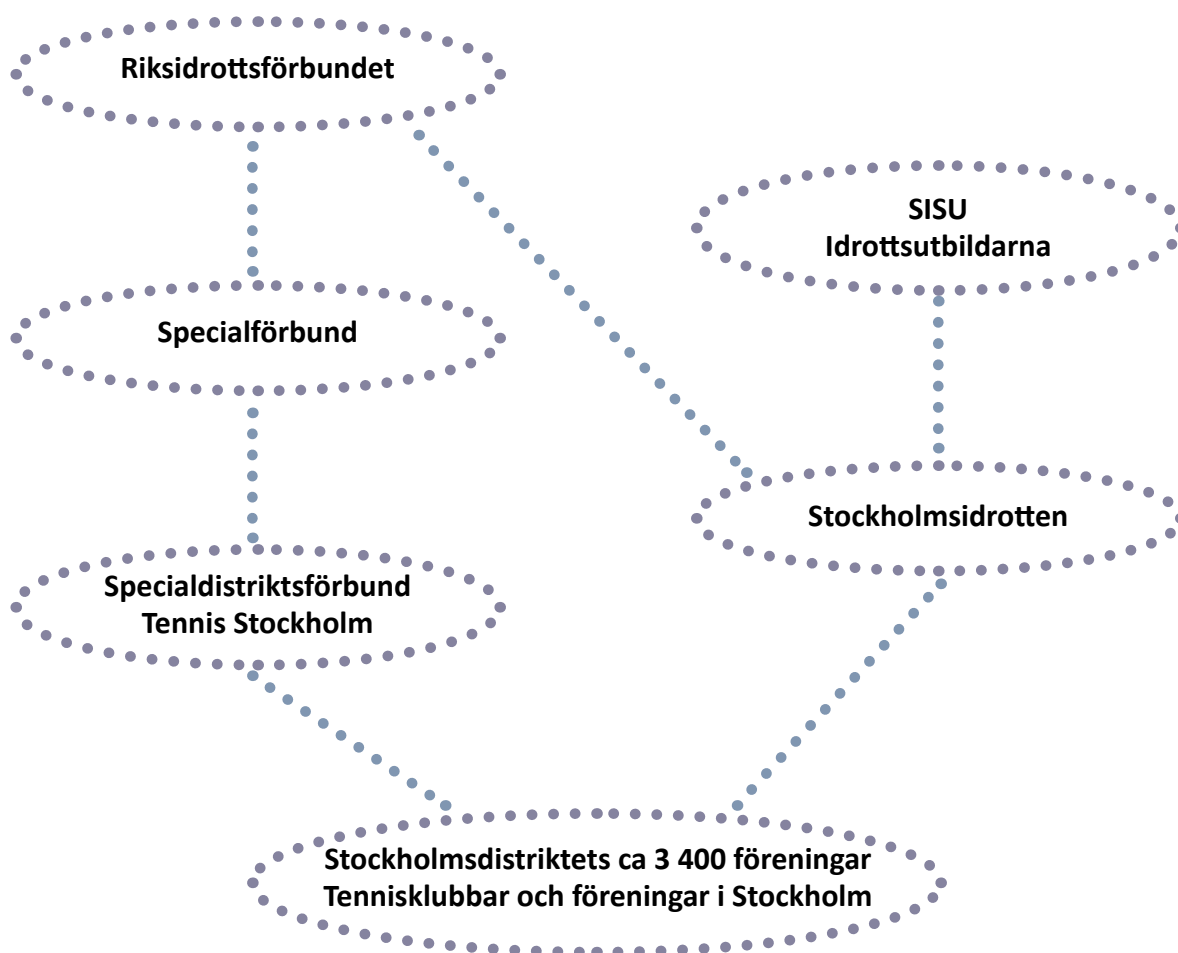 Riksidrottsförbundet
SISU
Idrottsutbildarna
Specialförbund
Stockholmsidrotten
Specialdistriktsförbund
Tennis Stockholm
Stockholmsdistriktets ca 3 400 föreningar
Tennisklubbar och föreningar i Stockholm